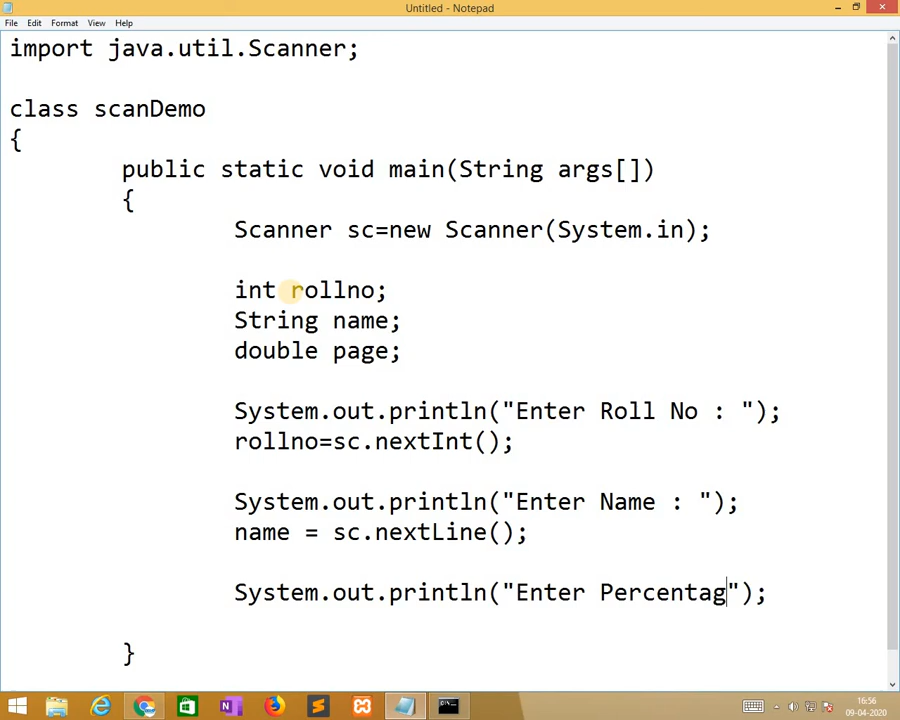 Untitled - Notepad
File Edit Format View Help
import java.util.Scanner;
class scanDemo
{
public static void main(String args[])
{
Scanner sc=new Scanner(System.in);
int rollno;
String name;
double page;
System.out.println("Enter Roll No : ");
rollno=sc.nextInt();
System.out.println("Enter Name : ");
name = sc.nextLine();
System.out.println("Enter Percentag");
}
16:56
09-04-2020